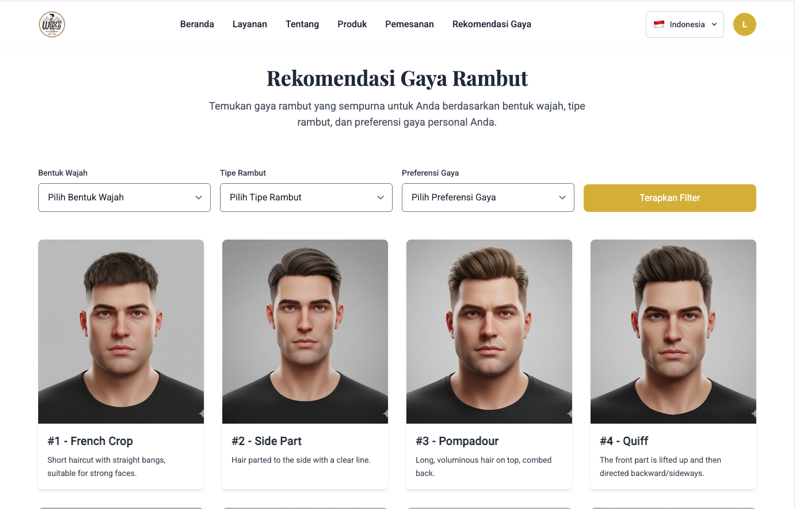 WIBS
Beranda
Layanan
Tentang
Produk
Pemesanan
Rekomendasi Gaya
Indonesia
L
Rekomendasi Gaya Rambut
Temukan gaya rambut yang sempurna untuk Anda berdasarkan bentuk wajah, tipe
rambut, dan preferensi gaya personal Anda.
Bentuk Wajah
Tipe Rambut
Preferensi Gaya
Pilih Bentuk Wajah
Pilih Tipe Rambut
Pilih Preferensi Gaya
Terapkan Filter
#1 - French Crop
Short haircut with straight bangs,
suitable for strong faces.
#2 - Side Part
Hair parted to the side with a clear line.
#3 - Pompadour
Long, voluminous hair on top, combed
back.
#4 - Quiff
The front part is lifted up and then
directed backward/sideways.